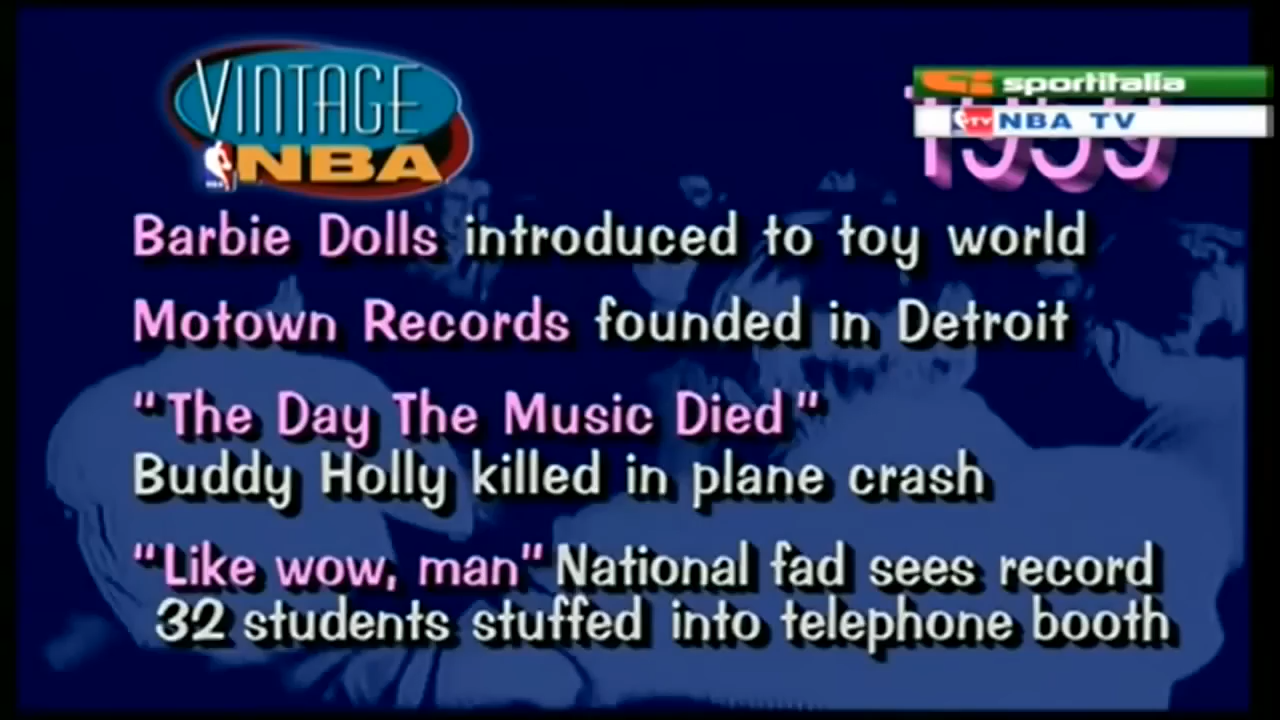 VINTAGE
NBA
1959
sportitalia
NBA TV
Barbie Dolls introduced to toy world
Motown Records founded in Detroit
“The Day The Music Died”
Buddy Holly killed in plane crash
“Like wow, man” National fad sees record
32 students stuffed into telephone booth